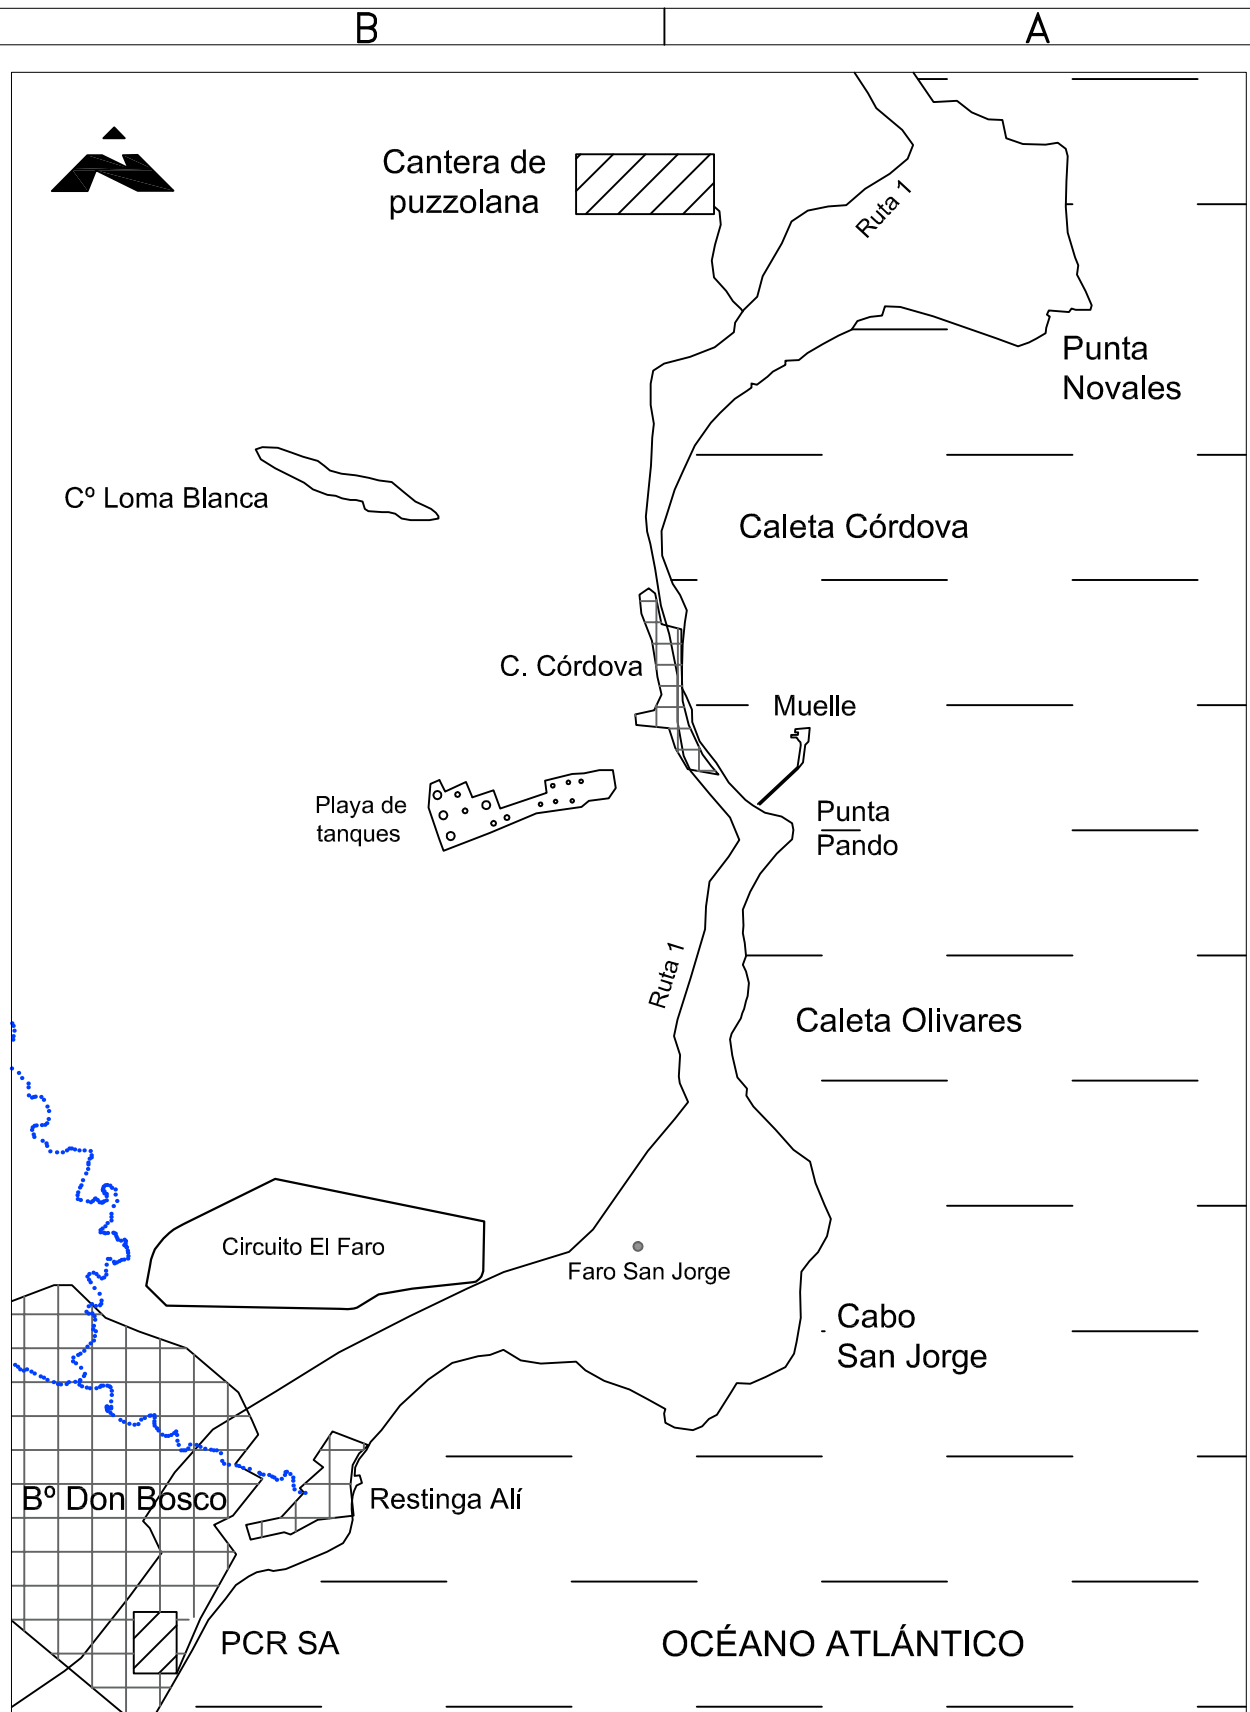 B
A
Cantera de
puzzolana
Ruta 1
Punta
Novales
Cº Loma Blanca
Caleta Córdova
C. Córdova
Muelle
Playa de
tanques
Punta
Pando
Ruta 1
Caleta Olivares
Circuito El Faro
Faro San Jorge
Cabo
San Jorge
Bº Don Bosco
Restinga Alí
PCR SA
OCÉANO ATLÁNTICO